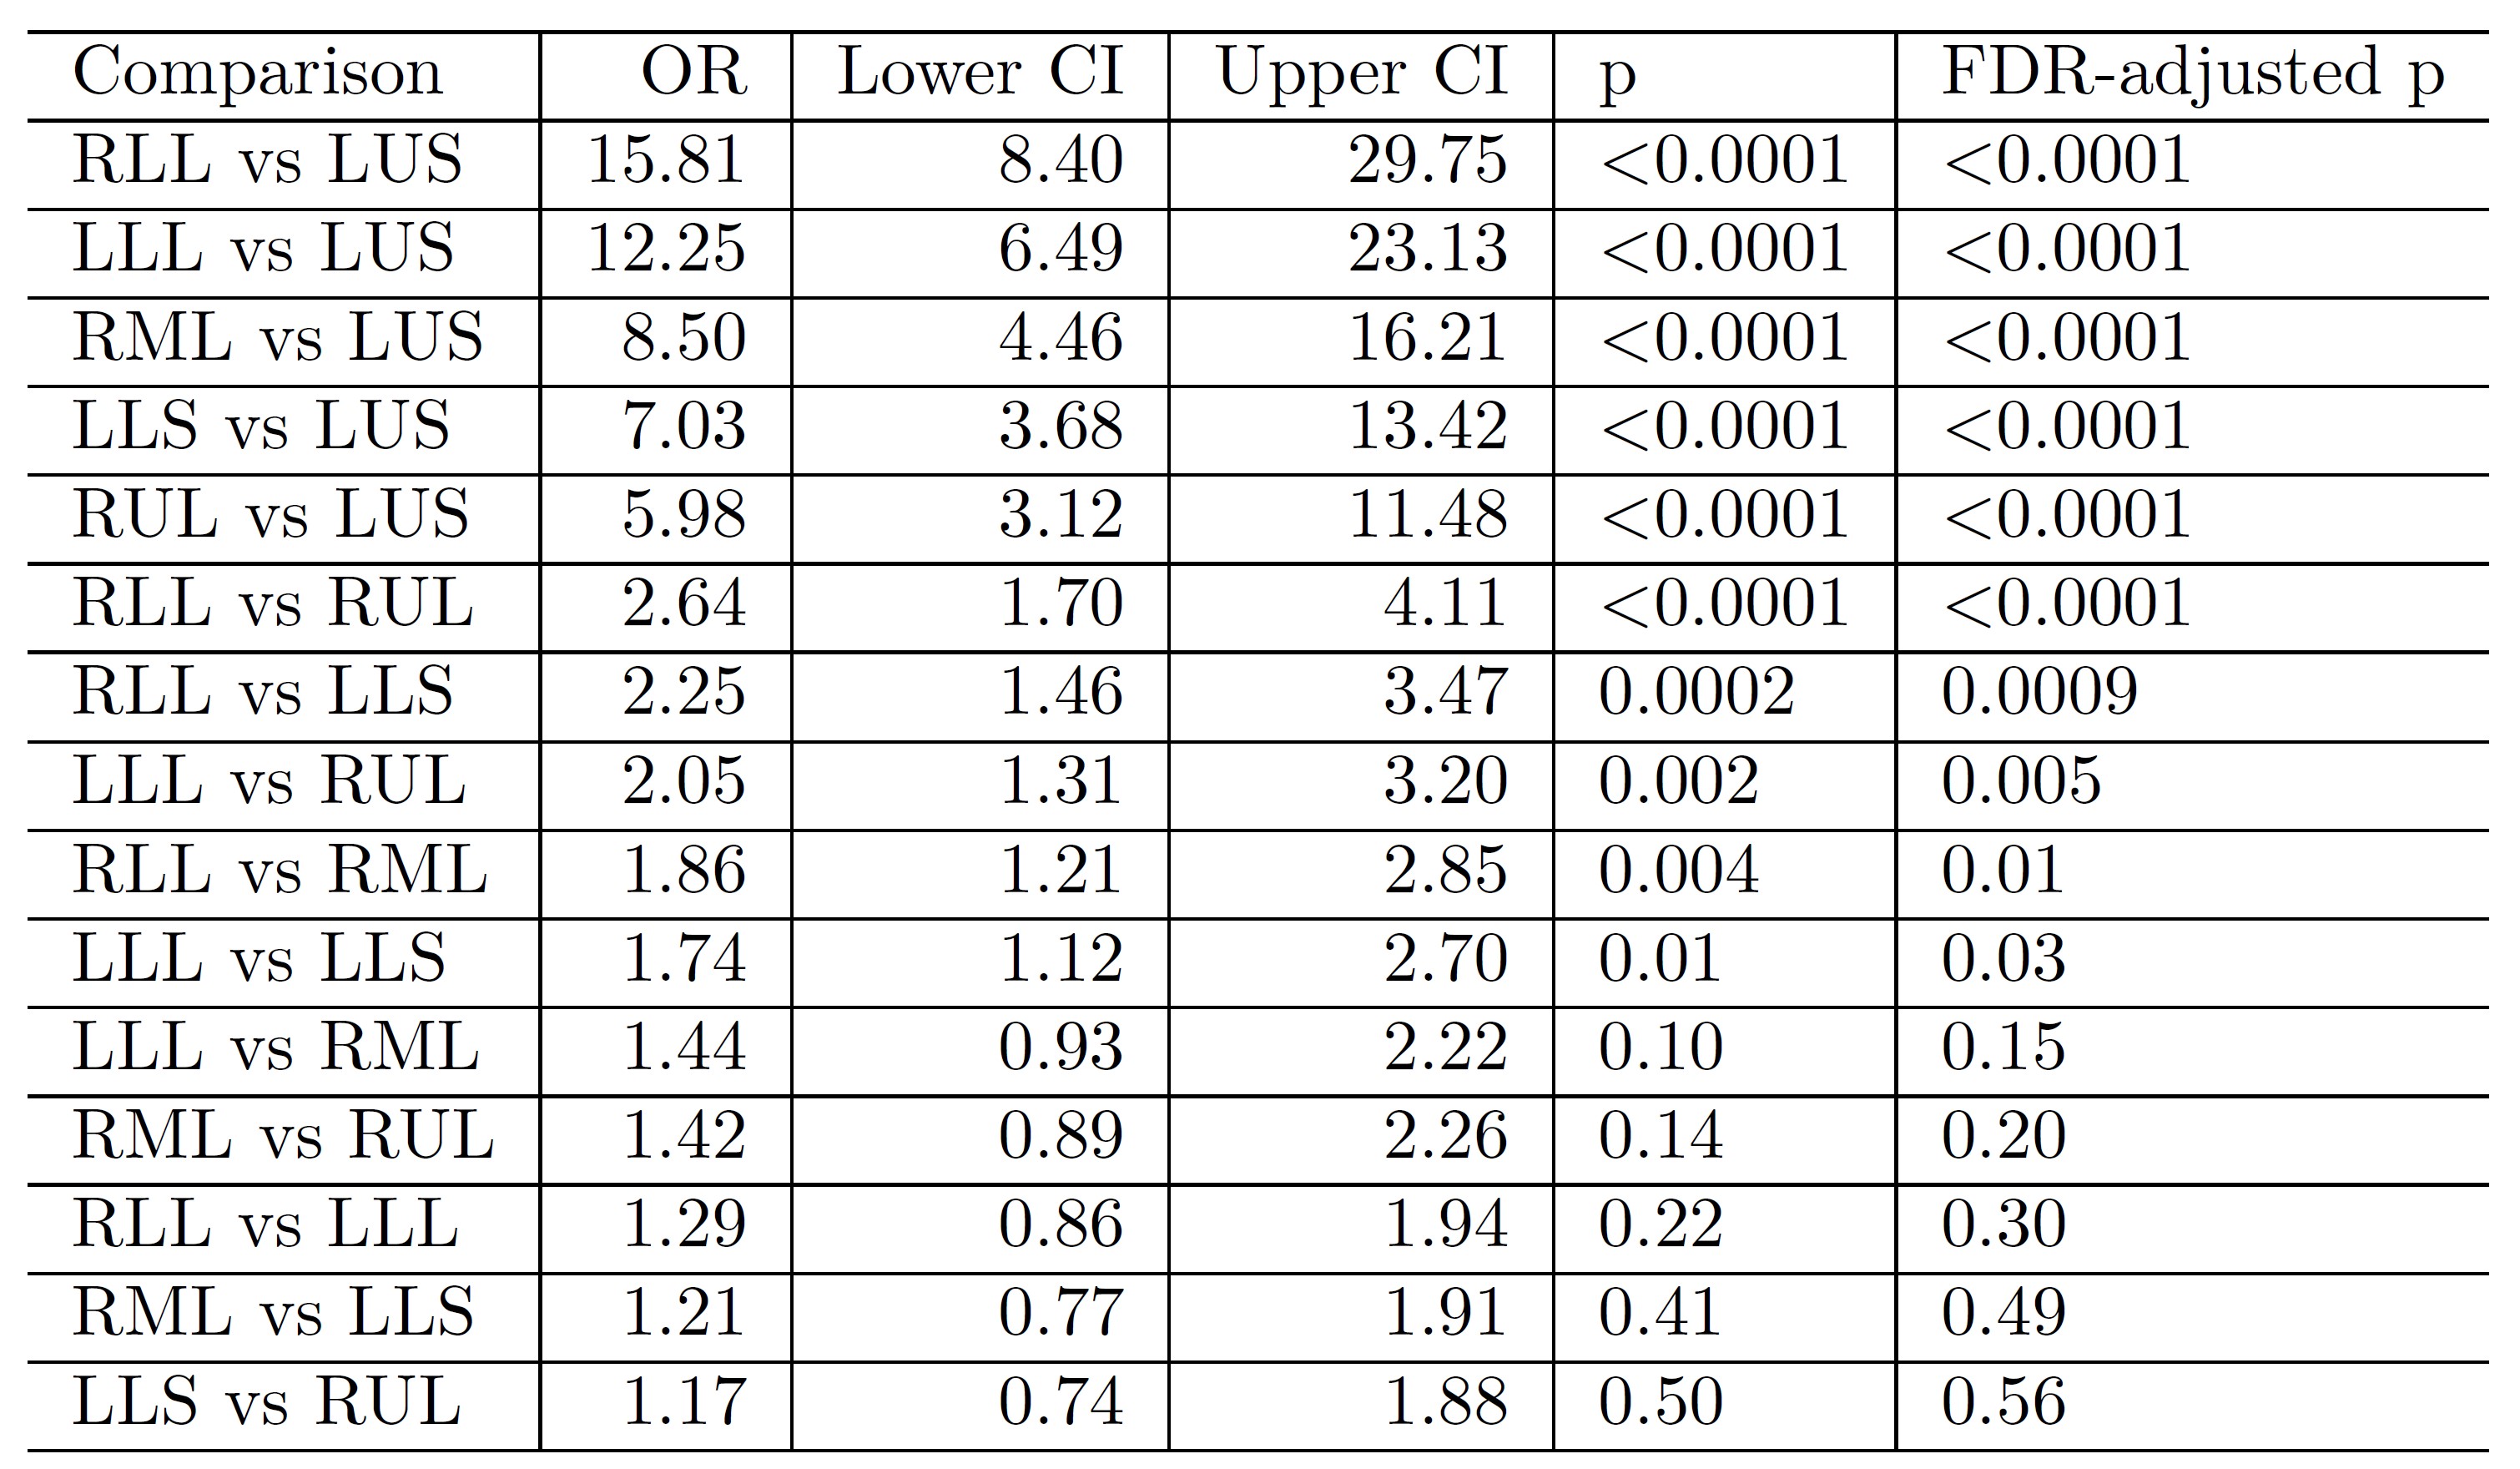 Comparison OR Lower CI Upper CI p FDR-adjusted p
RLL vs LUS 15.81 8.40 29.75 <0.0001 <0.0001
LLL vs LUS 12.25 6.49 23.13 <0.0001 <0.0001
RML vs LUS 8.50 4.46 16.21 <0.0001 <0.0001
LLS vs LUS 7.03 3.68 13.42 <0.0001 <0.0001
RUL vs LUS 5.98 3.12 11.48 <0.0001 <0.0001
RLL vs RUL 2.64 1.70 4.11 <0.0001 <0.0001
RLL vs LLS 2.25 1.46 3.47 0.0002 0.0009
LLL vs RUL 2.05 1.31 3.20 0.002 0.005
RLL vs RML 1.86 1.21 2.85 0.004 0.01
LLL vs LLS 1.74 1.12 2.70 0.01 0.03
LLL vs RML 1.44 0.93 2.22 0.10 0.15
RML vs RUL 1.42 0.89 2.26 0.14 0.20
RLL vs LLL 1.29 0.86 1.94 0.22 0.30
RML vs LLS 1.21 0.77 1.91 0.41 0.49
LLS vs RUL 1.17 0.74 1.88 0.50 0.56